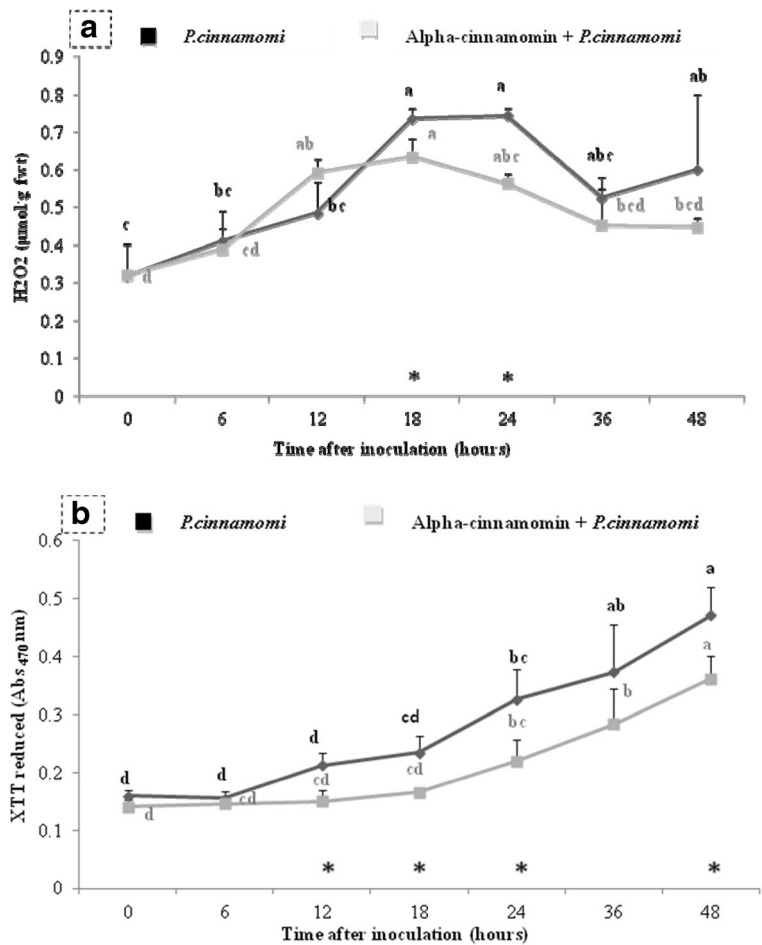 a
P.cinnamomi
Alpha-cinnamomin + P.cinnamomi
H2O2 (µmol·g fwt)
0.9
0.8
0.7
0.6
0.5
0.4
0.3
0.2
0.1
0
c
d
bc
cd
ab
bc
a
a
a
abc
abc
bcd
ab
bcd
* *
0 6 12 18 24 36 48
Time after inoculation (hours)
b
P.cinnamomi
Alpha-cinnamomin + P.cinnamomi
XTT reduced (Abs470nm)
0.6
0.5
0.4
0.3
0.2
0.1
0
d
d
d
cd
d
cd
cd
cd
bc
bc
ab
b
a
a
* * * *
0 6 12 18 24 36 48
Time after inoculation (hours)